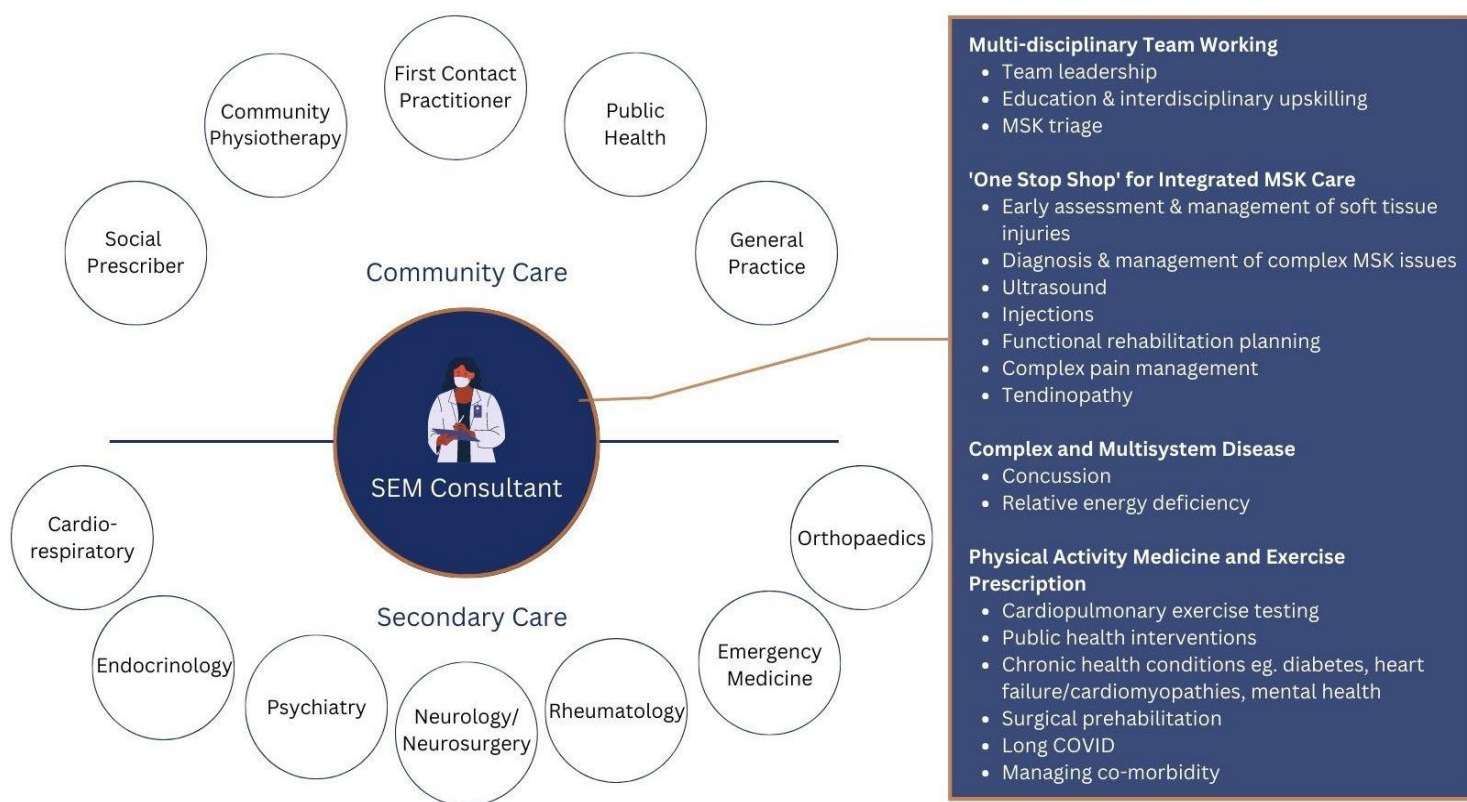 First Contact
Practitioner
Community
Physiotherapy
Public
Health
Social
Prescriber
General
Practice
Community Care
SEM Consultant
Secondary Care
Cardio-
respiratory
Endocrinology
Psychiatry
Neurology/
Neurosurgery
Rheumatology
Emergency
Medicine
Orthopaedics
Multi-disciplinary Team Working
• Team leadership
• Education & interdisciplinary upskilling
• MSK triage
'One Stop Shop' for Integrated MSK Care
• Early assessment & management of soft tissue
injuries
• Diagnosis & management of complex MSK issues
• Ultrasound
• Injections
• Functional rehabilitation planning
• Complex pain management
• Tendinopathy
Complex and Multisystem Disease
• Concussion
• Relative energy deficiency
Physical Activity Medicine and Exercise
Prescription
• Cardiopulmonary exercise testing
• Public health interventions
• Chronic health conditions eg. diabetes, heart
failure/cardiomyopathies, mental health
• Surgical prehabilitation
• Long COVID
• Managing co-morbidity